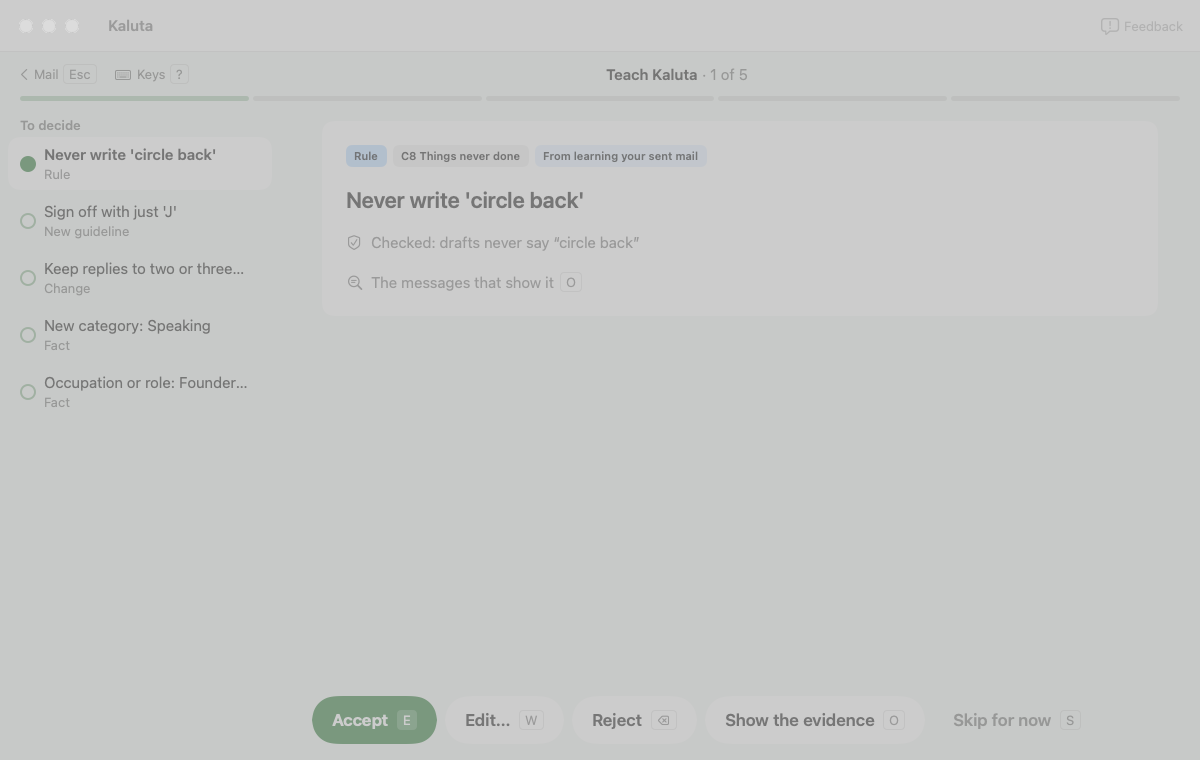 Kaluta
Feedback
Mail Esc Keys ?
Teach Kaluta · 1 of 5
To decide
Never write 'circle back'
Rule
Sign off with just 'J'
New guideline
Keep replies to two or three...
Change
New category: Speaking
Fact
Occupation or role: Founder...
Fact
Rule C8 Things never done From learning your sent mail
Never write 'circle back'
Checked: drafts never say “circle back”
The messages that show it O
Accept E Edit... W Reject Show the evidence O Skip for now S